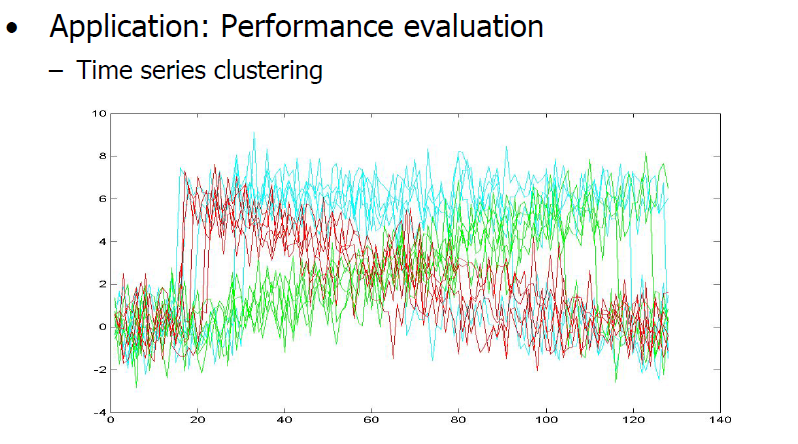 • Application: Performance evaluation
– Time series clustering
10
8
6
4
2
0
-2
-4
0 20 40 60 80 100 120 140